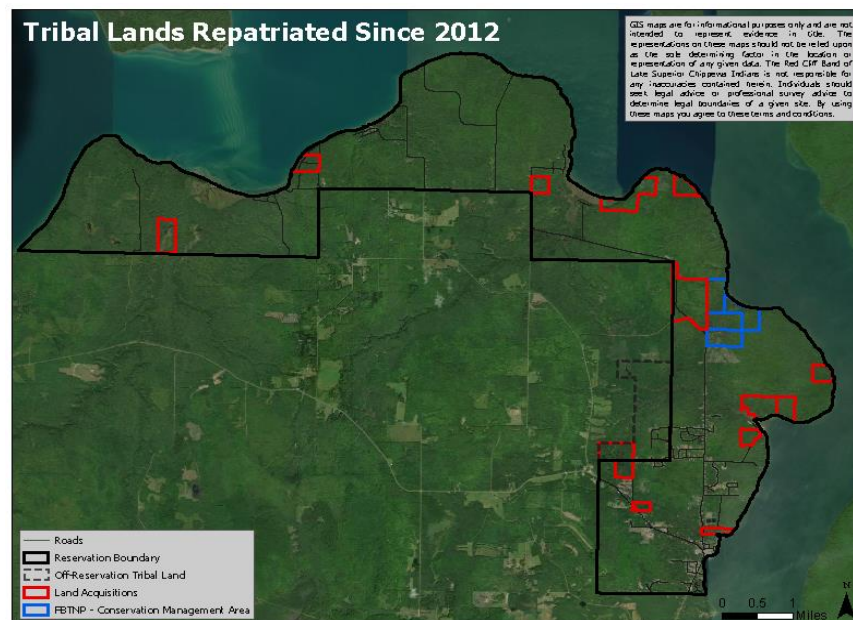 Tribal Lands Repatriated Since 2012
GIS maps are for informational purposes only and are not
intended to represent evidence in title. The
representations on these maps should not be relied upon
as the sole determining factor in the location or
representation of any given data. The Red Cliff Band of
Lake Superior Chippewa Indians is not responsible for
any inaccuracies contained herein. Individuals should
seek legal advice or professional survey advice to
determine legal boundaries of a given site. By using
these maps you agree to these terms and conditions.
Roads
Reservation Boundary
Off-Reservation Tribal Land
Land Acquisitions
FBTNP - Conservation Management Area
N
0 0.5 1
Miles